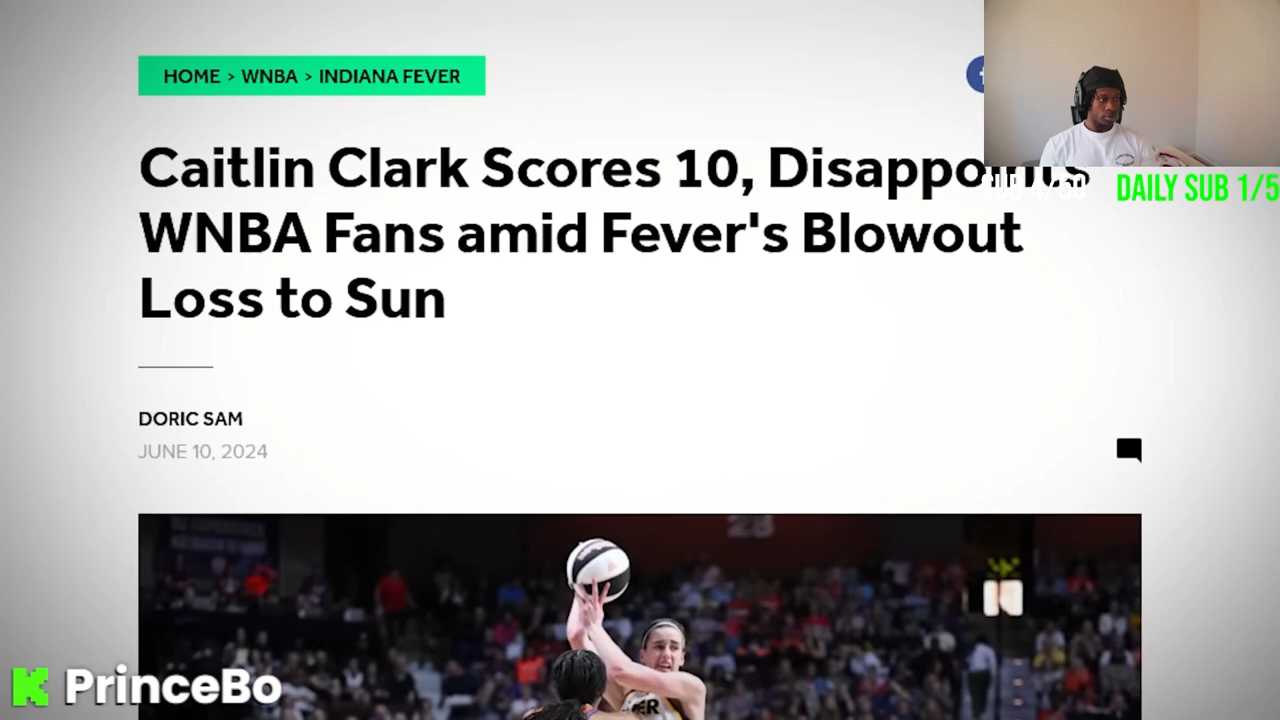 HOME > WNBA > INDIANA FEVER
Caitlin Clark Scores 10,
DAILY SUB 1/5
WNBA Fans amid Fever's Blowout
Loss to Sun
DORIC SAM
JUNE 10, 2024
23
PrinceBo